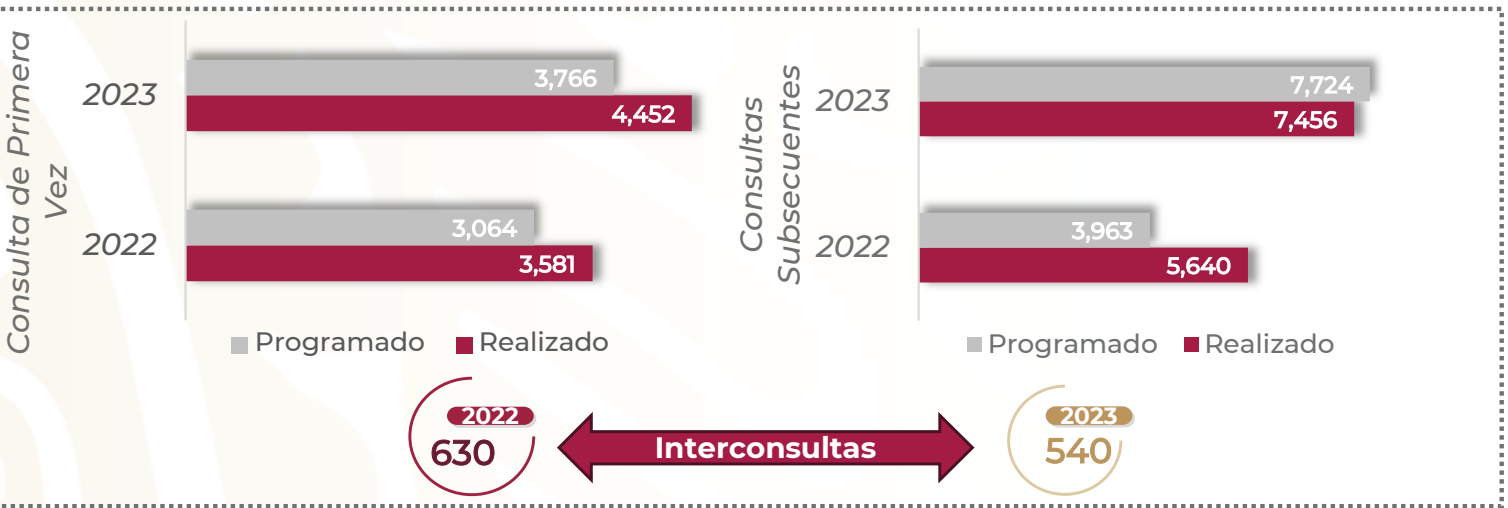 Consulta de Primera
Vez
2023
3,766
4,452
2022
3,064
3,581
Programado
Realizado
Consultas
Subsecuentes
2023
7,724
7,456
2022
3,963
5,640
Programado
Realizado
2022
630
Interconsultas
2023
540